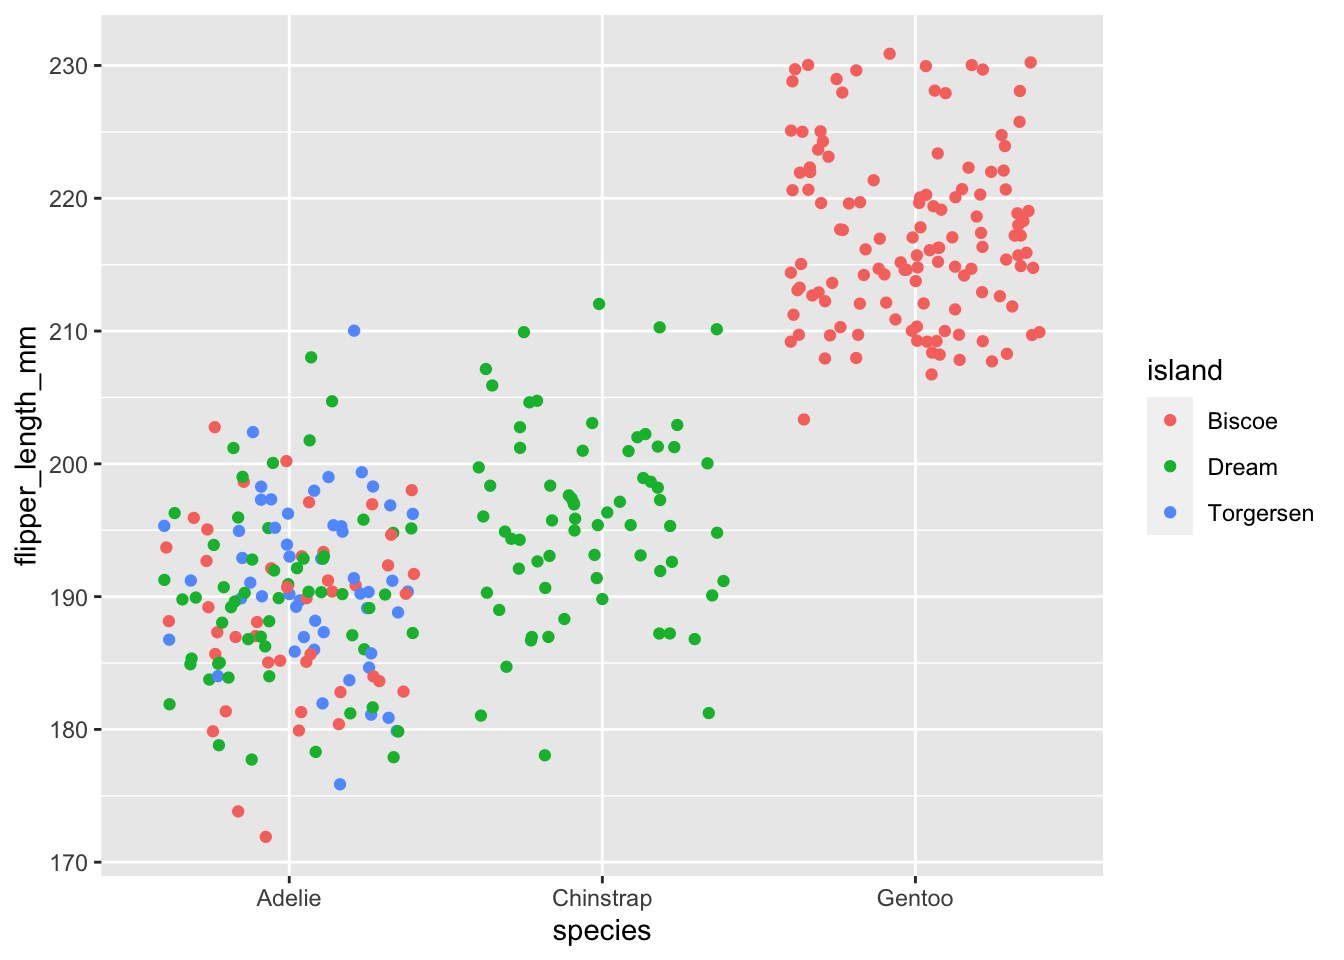 230
220
210
200
190
180
170
flipper_length_mm
Adelie
Chinstrap
Gentoo
species
island
Biscoe
Dream
Torgersen